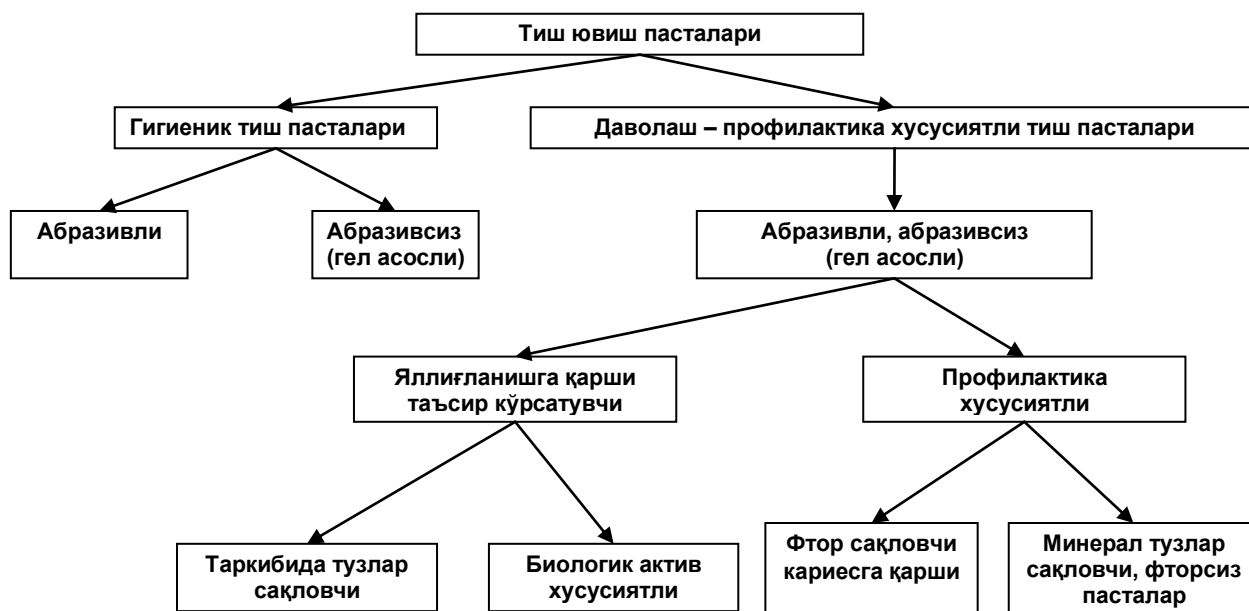 Тиш ювиш пасталари
Гигиеник тиш пасталари
Даволаш – профилактика хусусиятли тиш пасталари
Абразивли
Абразивсиз
(гел асосли)
Абразивли, абразивсиз
(гел асосли)
Яллиғланишга қарши
таъсир кўрсатувчи
Профилактика
хусусиятли
Таркибида тузлар
сақловчи
Биологик актив
хусусиятли
Фтор сақловчи
кариесга қарши
Минерал тузлар
сақловчи, фторсиз
пасталар